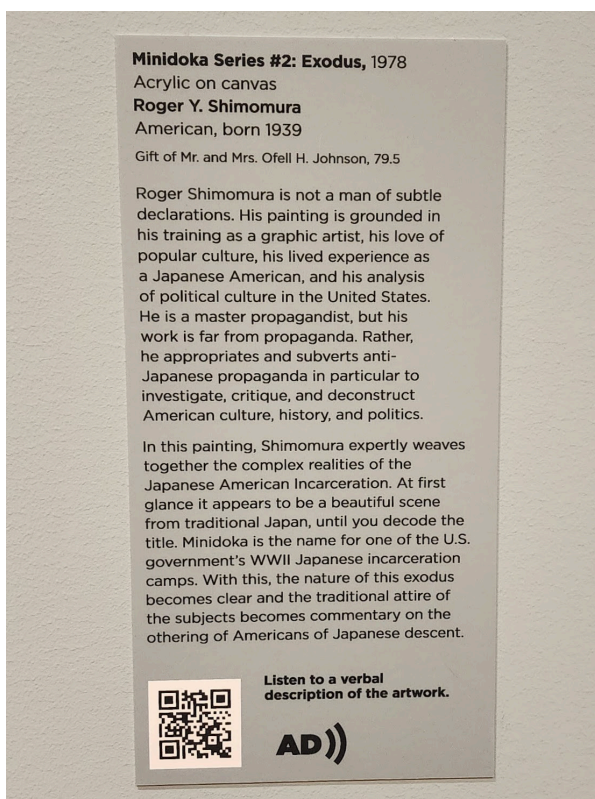 Minidoka Series #2: Exodus, 1978
Acrylic on canvas
Roger Y. Shimomura
American, born 1939
Gift of Mr. and Mrs. Ofell H. Johnson, 79.5
Roger Shimomura is not a man of subtle
declarations. His painting is grounded in
his training as a graphic artist, his love of
popular culture, his lived experience as
a Japanese American, and his analysis
of political culture in the United States.
He is a master propagandist, but his
work is far from propaganda. Rather,
he appropriates and subverts anti-
Japanese propaganda in particular to
investigate, critique, and deconstruct
American culture, history, and politics.
In this painting, Shimomura expertly weaves
together the complex realities of the
Japanese American Incarceration. At first
glance it appears to be a beautiful scene
from traditional Japan, until you decode the
title. Minidoka is the name for one of the U.S.
government's WWII Japanese incarceration
camps. With this, the nature of this exodus
becomes clear and the traditional attire of
the subjects becomes commentary on the
othering of Americans of Japanese descent.
Listen to a verbal
description of the artwork.
AD